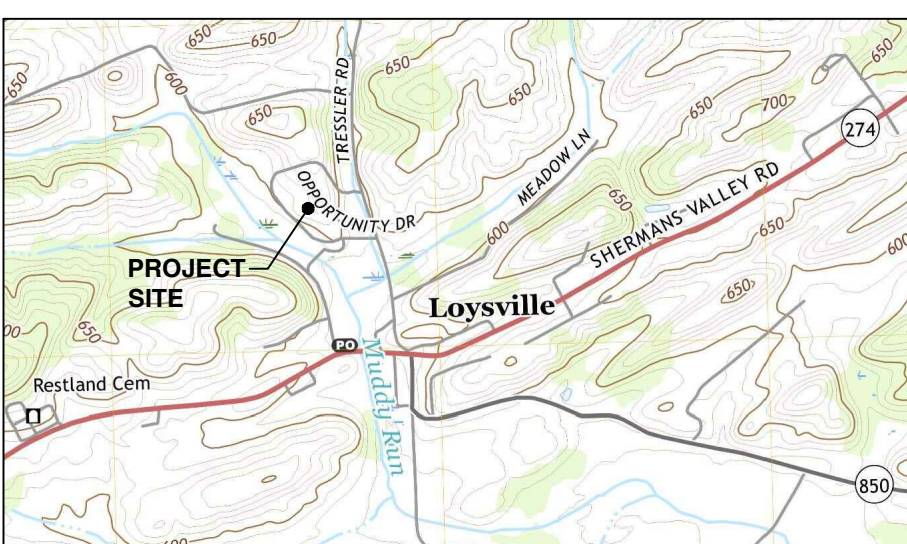 650
650
650
600
650
TRESSLER RD
650
650
650
700
650
274
MEADOW LN
OPPORTUNITY DR
650
SHERMANS VALLEY RD
650
600
600
PROJECT
SITE
650
Loysville
650
PO
Muddy Run
Restland Cem
850